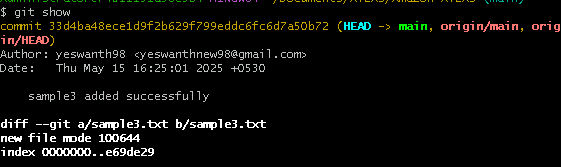 $ git show
commit 33d4ba48ece1d9f2b629f799eddc6fc6d7a50b72 (HEAD -> main, origin/main, orig
in/HEAD)
Author: yeswanth98 <yeswanthnew98@gmail.com>
Date:   Thu May 15 16:25:01 2025 +0530

    sample3 added successfully

diff --git a/sample3.txt b/sample3.txt
new file mode 100644
index 0000000..e69de29